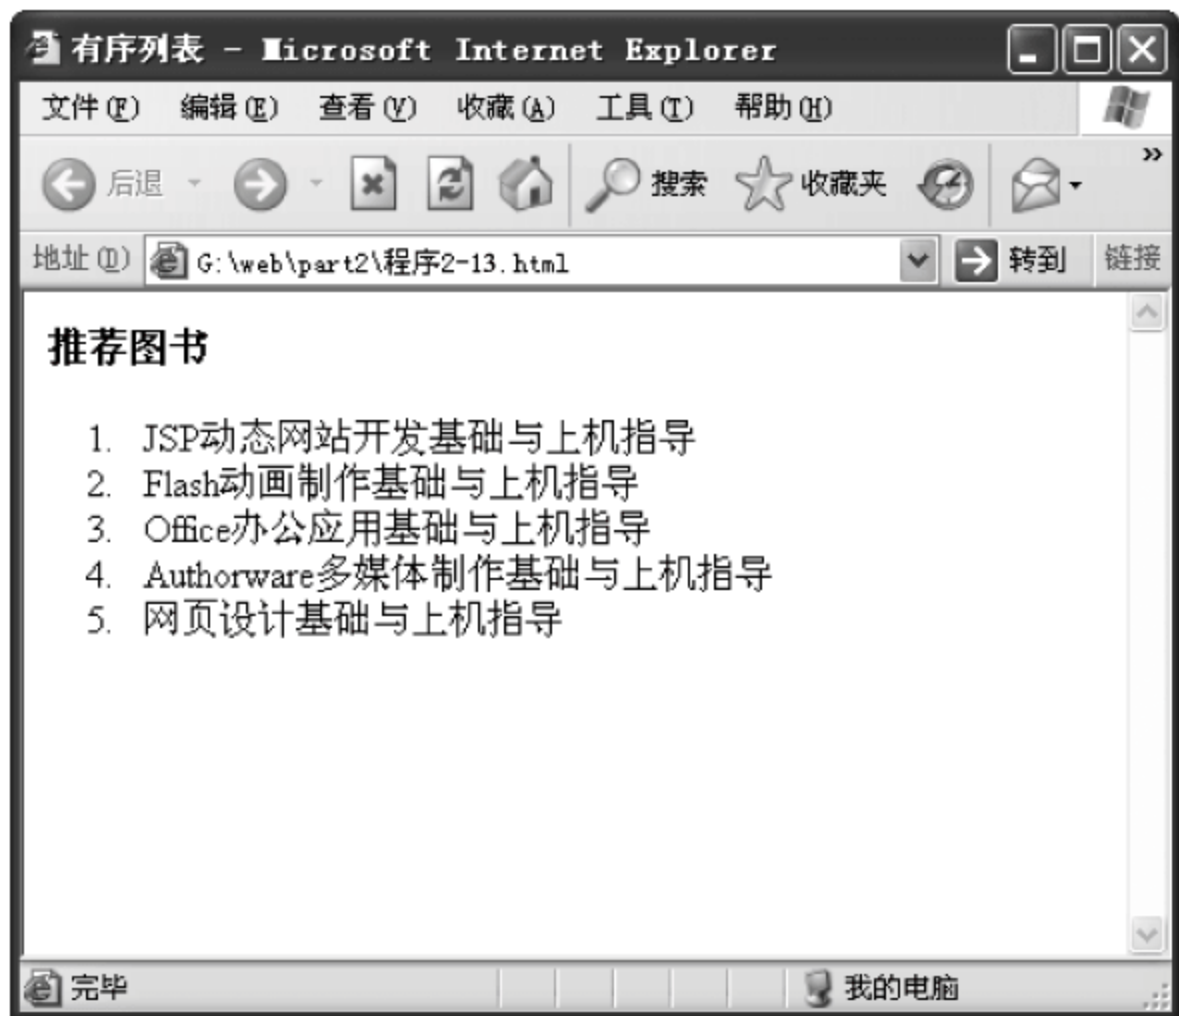 有序列表 - Microsoft Internet Explorer
文件(F) 编辑(E) 查看(V) 收藏(A) 工具(T) 帮助(H)
后退 搜索 收藏夹 »
地址(D) G:\web\part2\程序2-13.html 转到 链接
推荐图书
1. JSP动态网站开发基础与上机指导
2. Flash动画制作基础与上机指导
3. Office办公应用基础与上机指导
4. Authorware多媒体制作基础与上机指导
5. 网页设计基础与上机指导
完毕 我的电脑